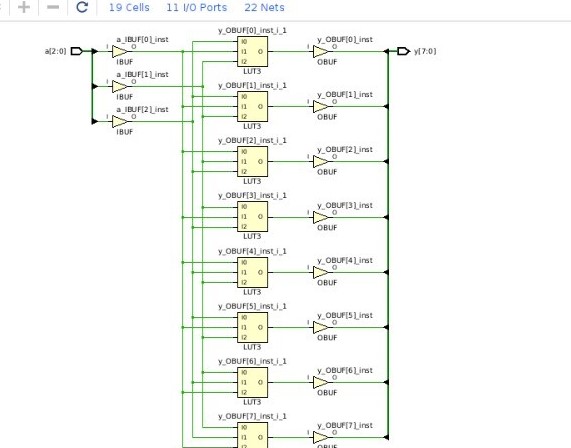 19 Cells 11 I/O Ports 22 Nets
a[2:0]
a_IBUF[0]_inst
I O
IBUF
a_IBUF[1]_inst
I O
IBUF
a_IBUF[2]_inst
I O
IBUF
y_OBUF[0]_inst_i_1
I0
I1 O
I2
LUT3
y_OBUF[0]_inst
I O
OBUF
y[7:0]
y_OBUF[1]_inst_i_1
I0
I1 O
I2
LUT3
y_OBUF[1]_inst
I O
OBUF
y_OBUF[2]_inst_i_1
I0
I1 O
I2
LUT3
y_OBUF[2]_inst
I O
OBUF
y_OBUF[3]_inst_i_1
I0
I1 O
I2
LUT3
y_OBUF[3]_inst
I O
OBUF
y_OBUF[4]_inst_i_1
I0
I1 O
I2
LUT3
y_OBUF[4]_inst
I O
OBUF
y_OBUF[5]_inst_i_1
I0
I1 O
I2
LUT3
y_OBUF[5]_inst
I O
OBUF
y_OBUF[6]_inst_i_1
I0
I1 O
I2
LUT3
y_OBUF[6]_inst
I O
OBUF
y_OBUF[7]_inst_i_1
I0
I1 O
I2
y_OBUF[7]_inst
I O
OBUF